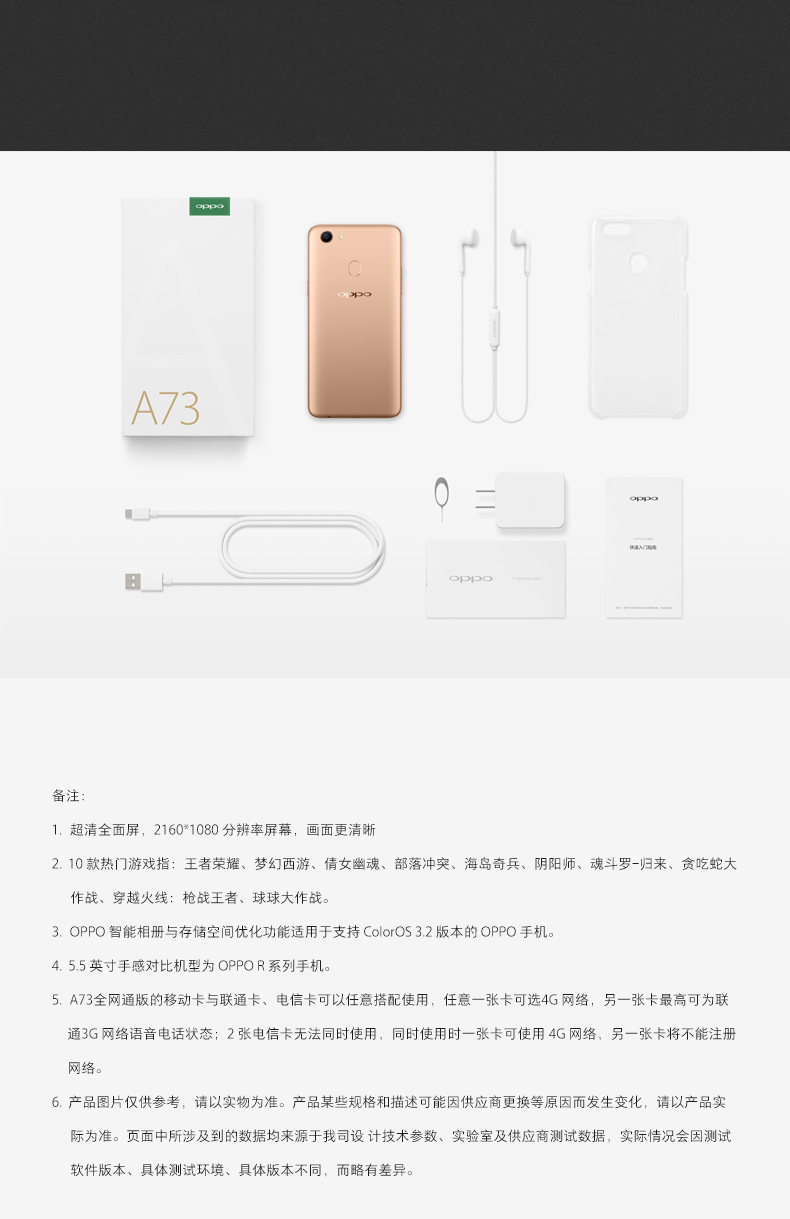 oppo
oppo
A73
oppo
快速入门指南
oppo
备注：
1. 超清全面屏，2160*1080 分辨率屏幕，画面更清晰
2. 10 款热门游戏指：王者荣耀、梦幻西游、倩女幽魂、部落冲突、海岛奇兵、阴阳师、魂斗罗-归来、贪吃蛇大
作战、穿越火线：枪战王者、球球大作战。
3. OPPO 智能相册与存储空间优化功能适用于支持 ColorOS 3.2 版本的 OPPO 手机。
4. 5.5 英寸手感对比机型为 OPPO R 系列手机。
5. A73全网通版的移动卡与联通卡、电信卡可以任意搭配使用，任意一张卡可选4G 网络，另一张卡最高可为联
通3G 网络语音电话状态；2 张电信卡无法同时使用，同时使用时一张卡可使用 4G 网络，另一张卡将不能注册
网络。
6. 产品图片仅供参考，请以实物为准。产品某些规格和描述可能因供应商更换等原因而发生变化，请以产品实
际为准。页面中所涉及到的数据均来源于我司设 计技术参数、实验室及供应商测试数据，实际情况会因测试
软件版本、具体测试环境、具体版本不同，而略有差异。